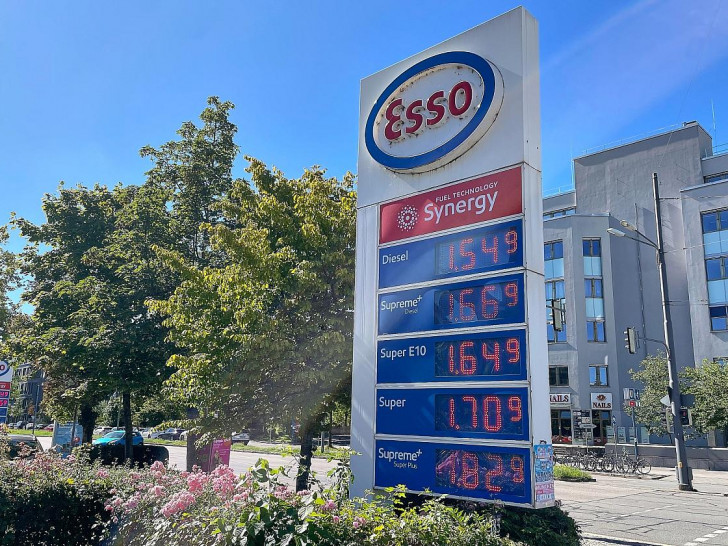 Esso
FUEL TECHNOLOGY
Synergy
Diesel 1.549
Supreme+ 1.669
Diesel
Super E10 1.649
Super 1.709
Supreme+ 1.829
Super Plus
NAILS
NAILS